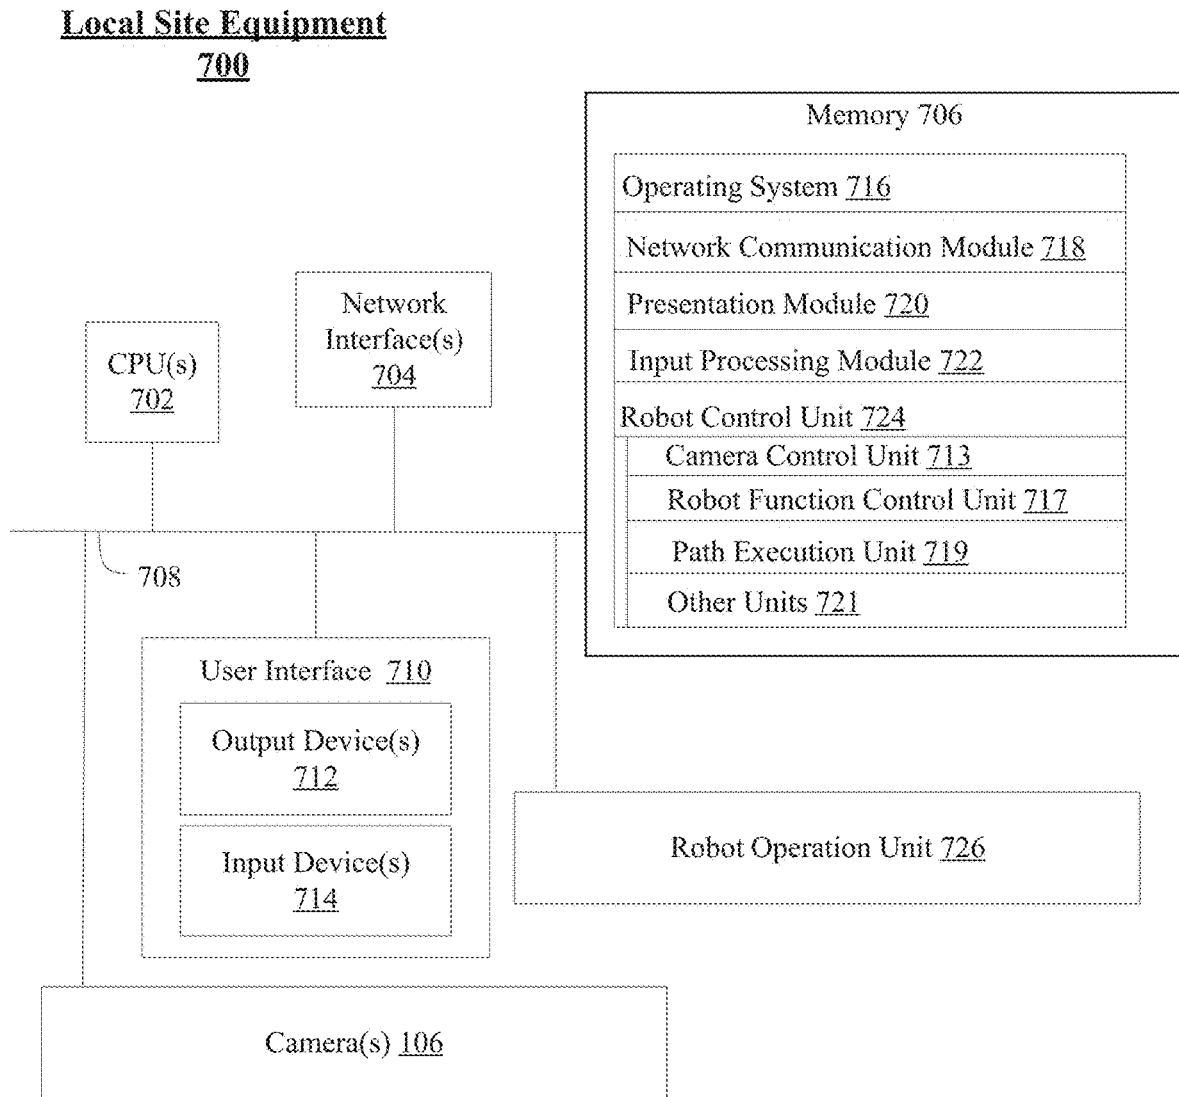 Local Site Equipment
700
Memory 706
Operating System 716
Network Communication Module 718
Presentation Module 720
Input Processing Module 722
Robot Control Unit 724
Camera Control Unit 713
Robot Function Control Unit 717
Path Execution Unit 719
Other Units 721
Network
Interface(s)
704
CPU(s)
702
708
User Interface 710
Output Device(s)
712
Input Device(s)
714
Robot Operation Unit 726
Camera(s) 106